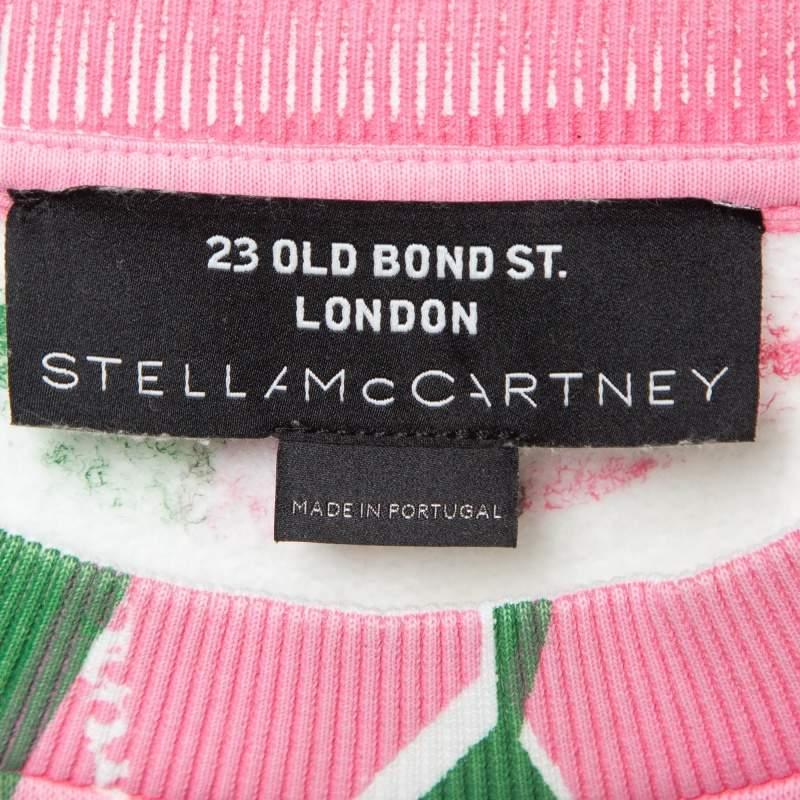 23 OLD BOND ST.
LONDON
STELLAMcCARTNEY
MADE IN PORTUGAL